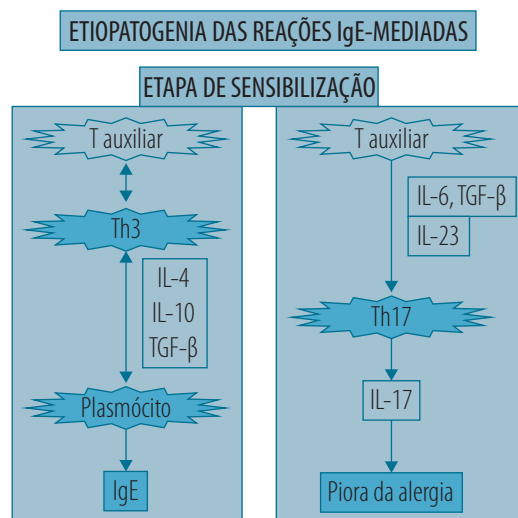 ETIOPATOGENIA DAS REAÇÕES IgE-MEDIADAS
ETAPA DE SENSIBILIZAÇÃO
T auxiliar
Th3
IL-4
IL-10
TGF-β
Plasmócito
IgE
T auxiliar
IL-6, TGF-β
IL-23
Th17
IL-17
Piora da alergia